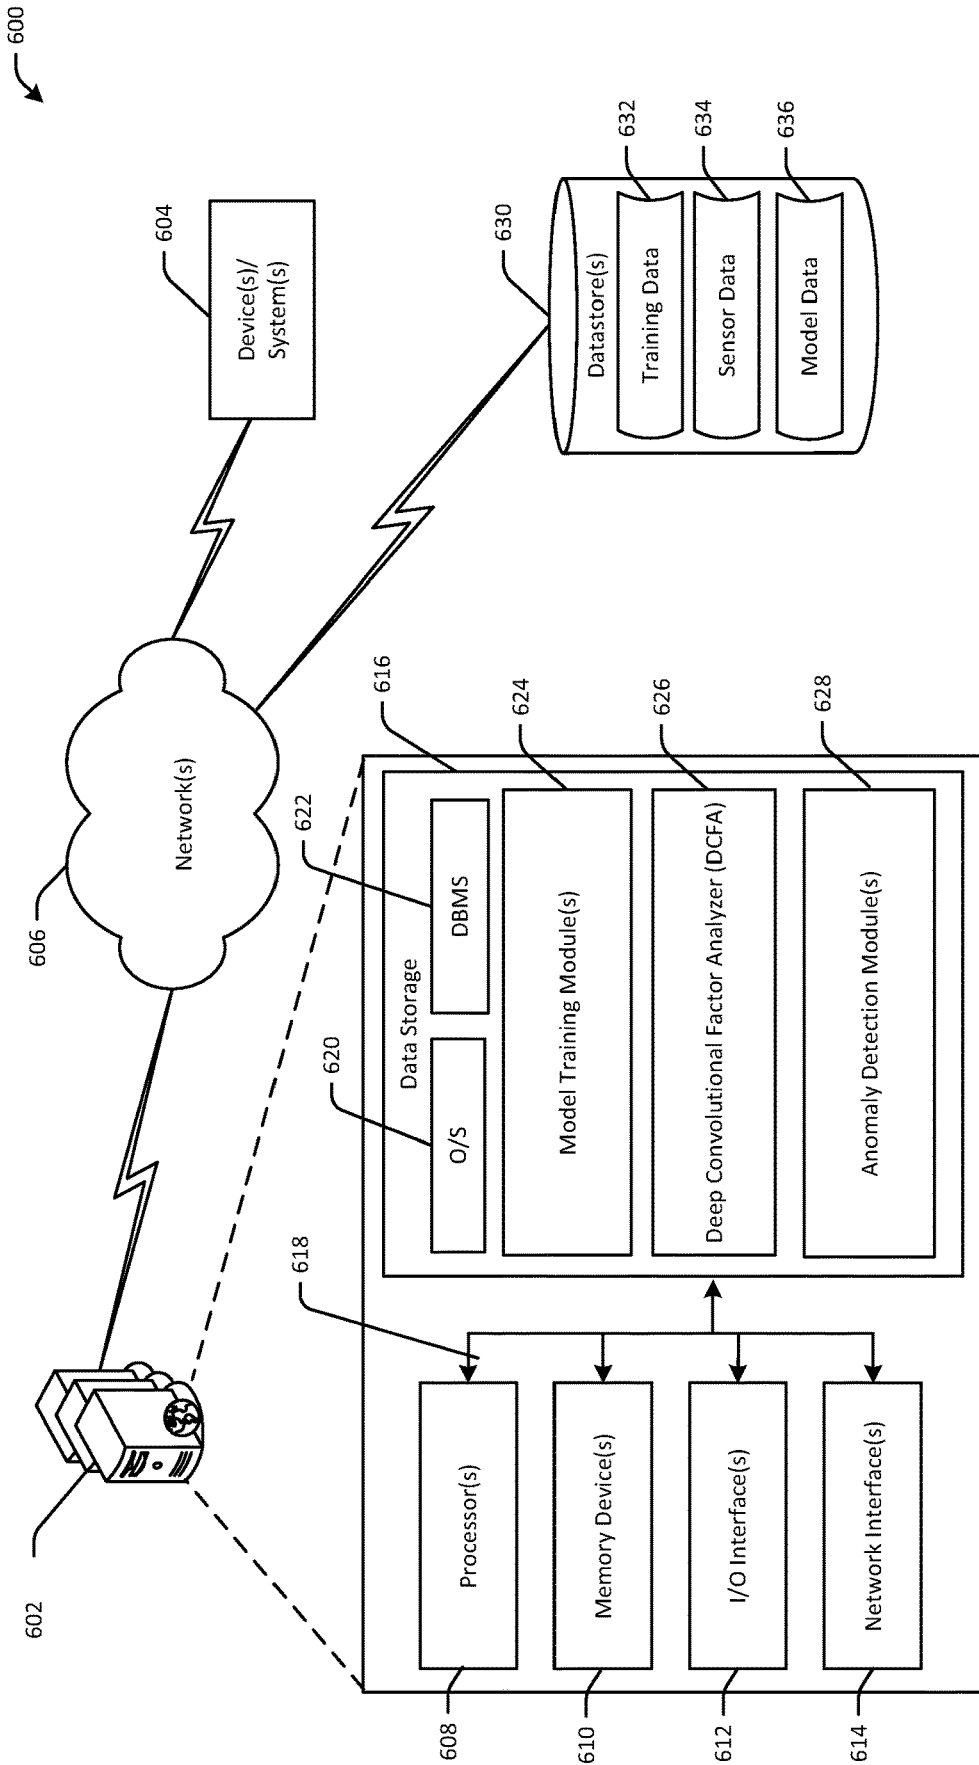 600
602
606
Network(s)
604
Device(s)/
System(s)
630
Datastore(s)
632
Training Data
634
Sensor Data
636
Model Data
608
Processor(s)
610
Memory Device(s)
612
I/O Interface(s)
614
Network Interface(s)
618
616
Data Storage
620
O/S
622
DBMS
624
Model Training Module(s)
626
Deep Convolutional Factor Analyzer (DCFA)
628
Anomaly Detection Module(s)